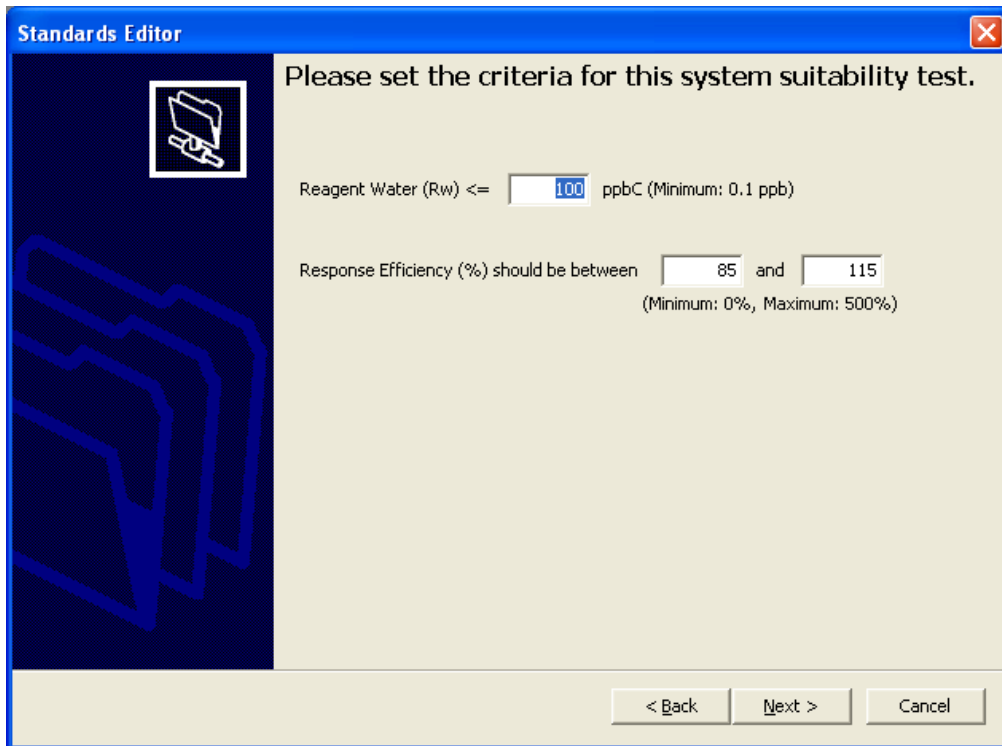 Standards Editor
Please set the criteria for this system suitability test.
Reagent Water (Rw) <= 100 ppbC (Minimum: 0.1 ppb)
Response Efficiency (%) should be between 85 and 115
(Minimum: 0%, Maximum: 500%)
< Back Next > Cancel